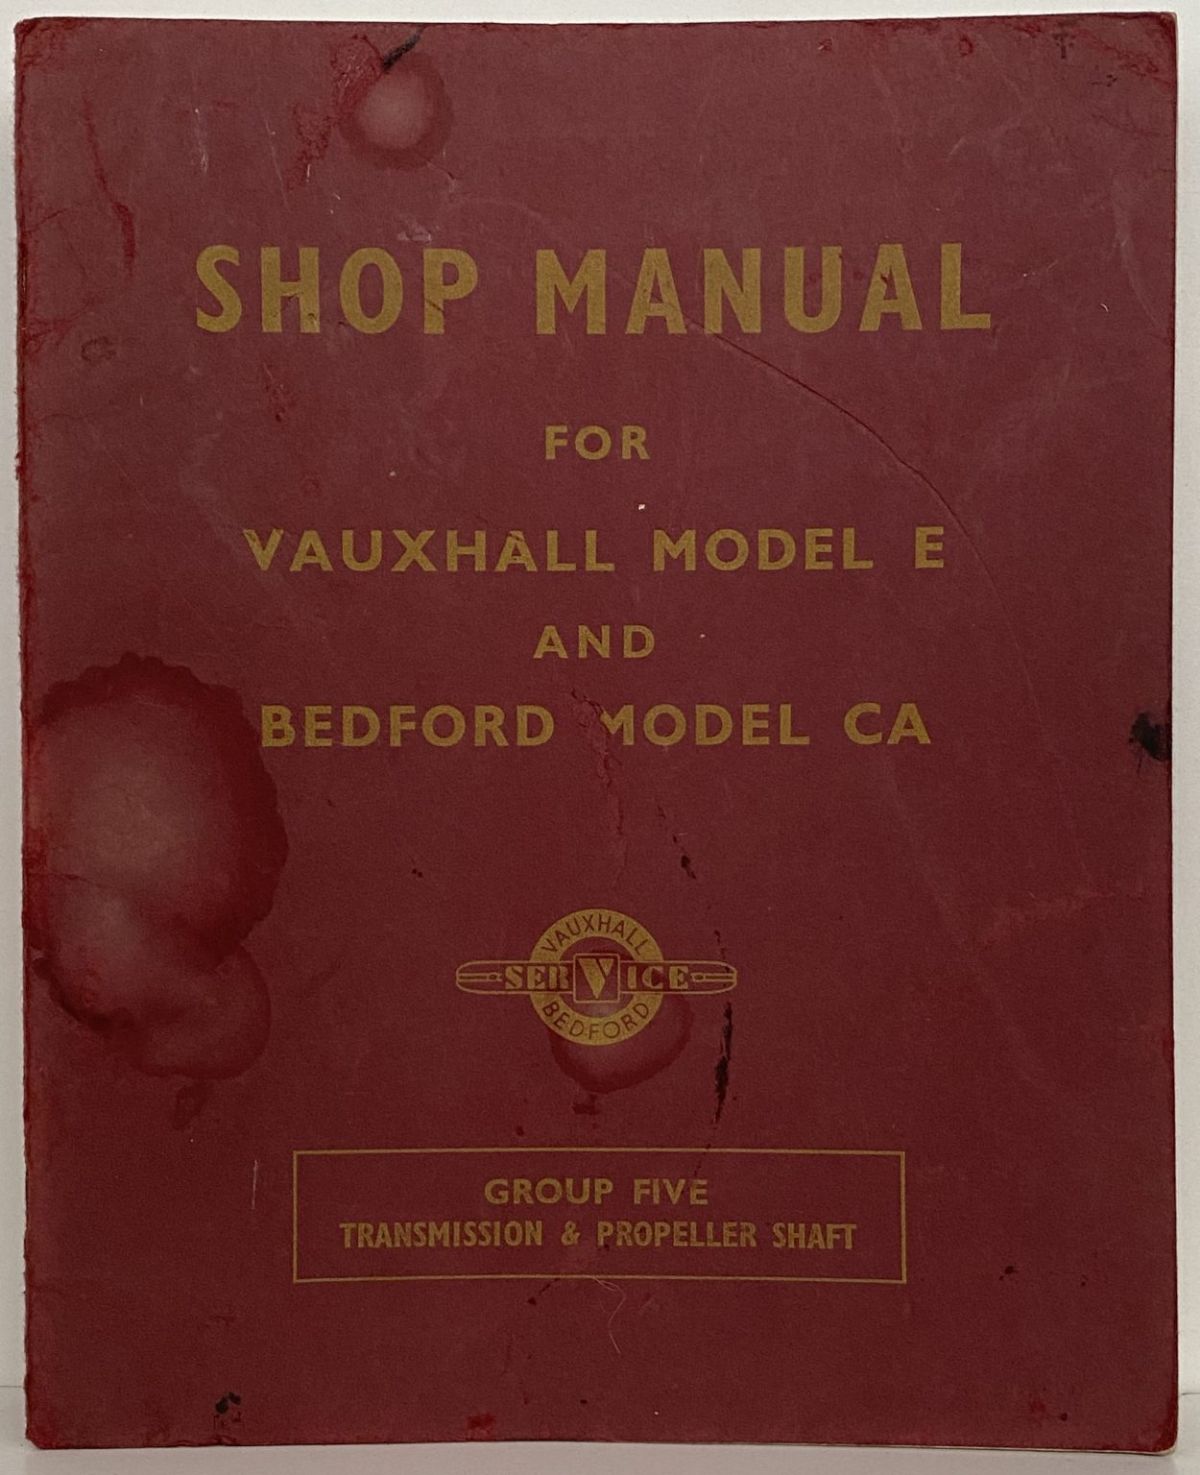 SHOP MANUAL
FOR
VAUXHALL MODEL E
AND
BEDFORD MODEL CA
VAUXHALL
SERVICE
BEDFORD
GROUP FIVE
TRANSMISSION & PROPELLER SHAFT